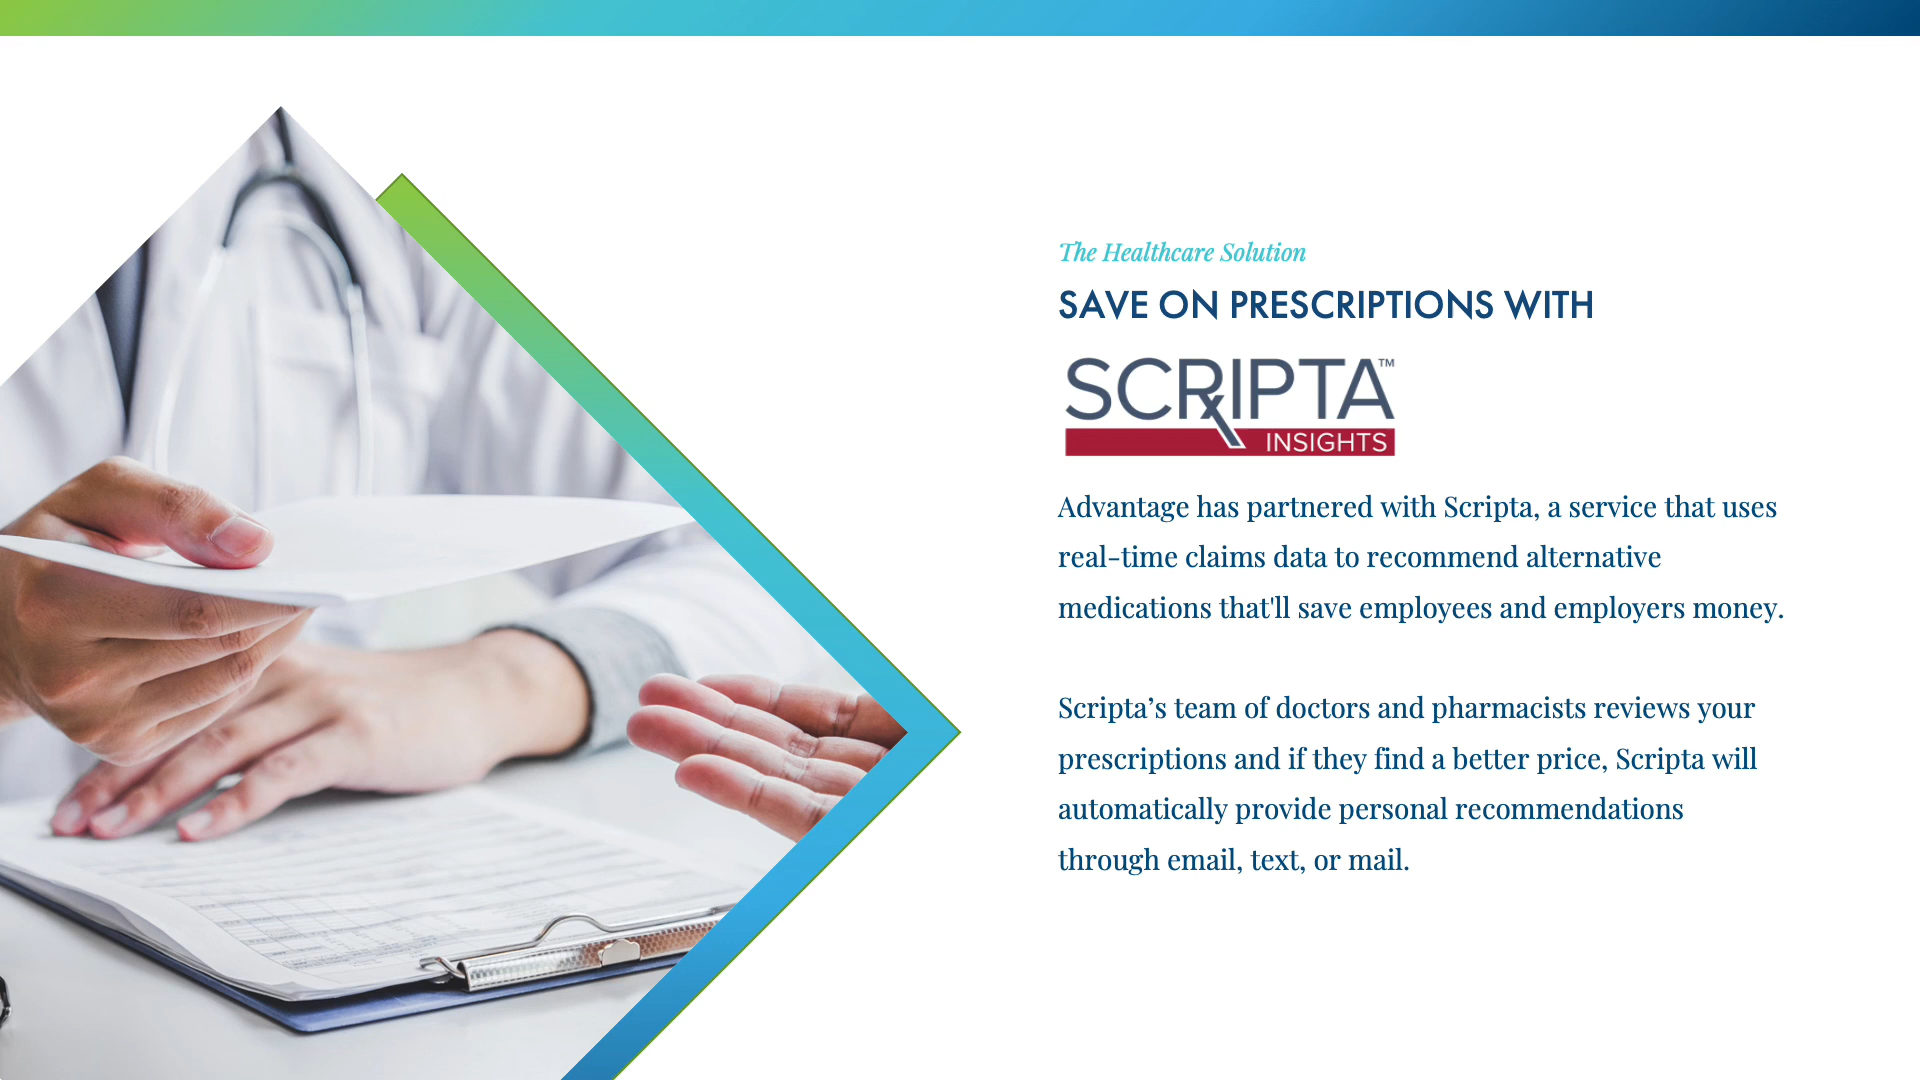 The Healthcare Solution
SAVE ON PRESCRIPTIONS WITH
SCRIPTA™
INSIGHTS
Advantage has partnered with Scripta, a service that uses
real-time claims data to recommend alternative
medications that'll save employees and employers money.
Scripta’s team of doctors and pharmacists reviews your
prescriptions and if they find a better price, Scripta will
automatically provide personal recommendations
through email, text, or mail.